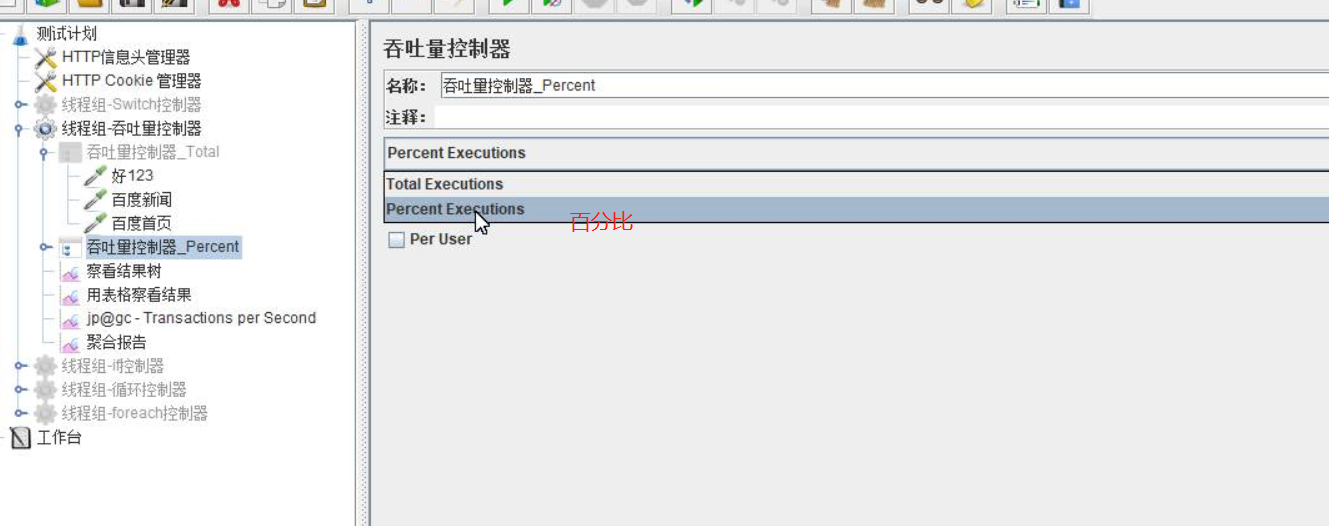 测试计划
HTTP信息头管理器
HTTP Cookie 管理器
线程组-Switch控制器
线程组-吞吐量控制器
吞吐量控制器_Total
好123
百度新闻
百度首页
吞吐量控制器_Percent
察看结果树
用表格察看结果
jp@gc - Transactions per Second
聚合报告
线程组-if控制器
线程组-循环控制器
线程组-foreach控制器
工作台
吞吐量控制器
名称： 吞吐量控制器_Percent
注释：
Percent Executions
Total Executions
Percent Executions
百分比
Per User